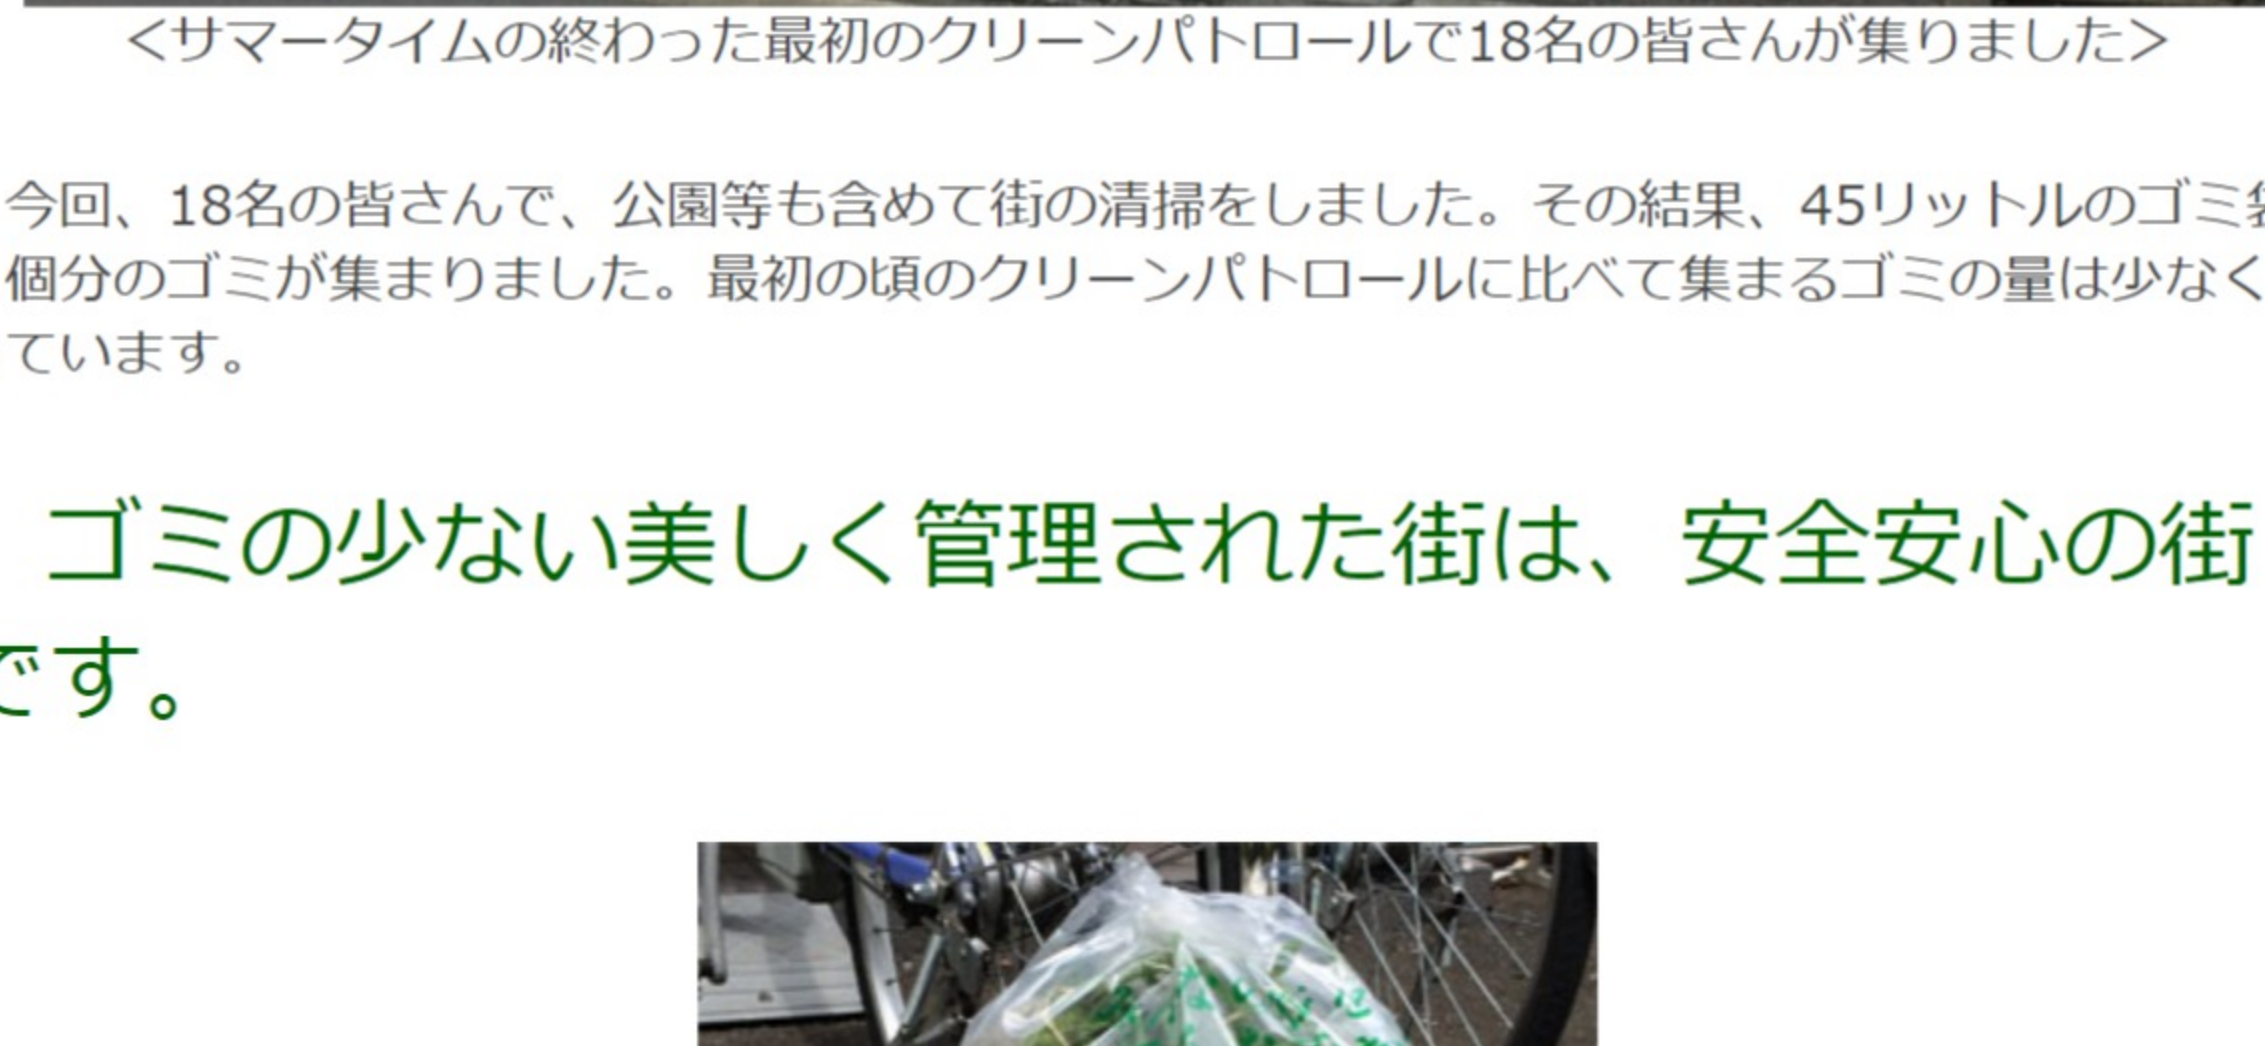 ＜サマータイムの終わった最初のクリーンパトロールで18名の皆さんが集りました＞
今回、18名の皆さんで、公園等も含めて街の清掃をしました。その結果、45リットルのゴミ
個分のゴミが集まりました。最初の頃のクリーンパトロールに比べて集まるゴミの量は少なく
ています。
ゴミの少ない美しく管理された街は、安全安心の街
です。